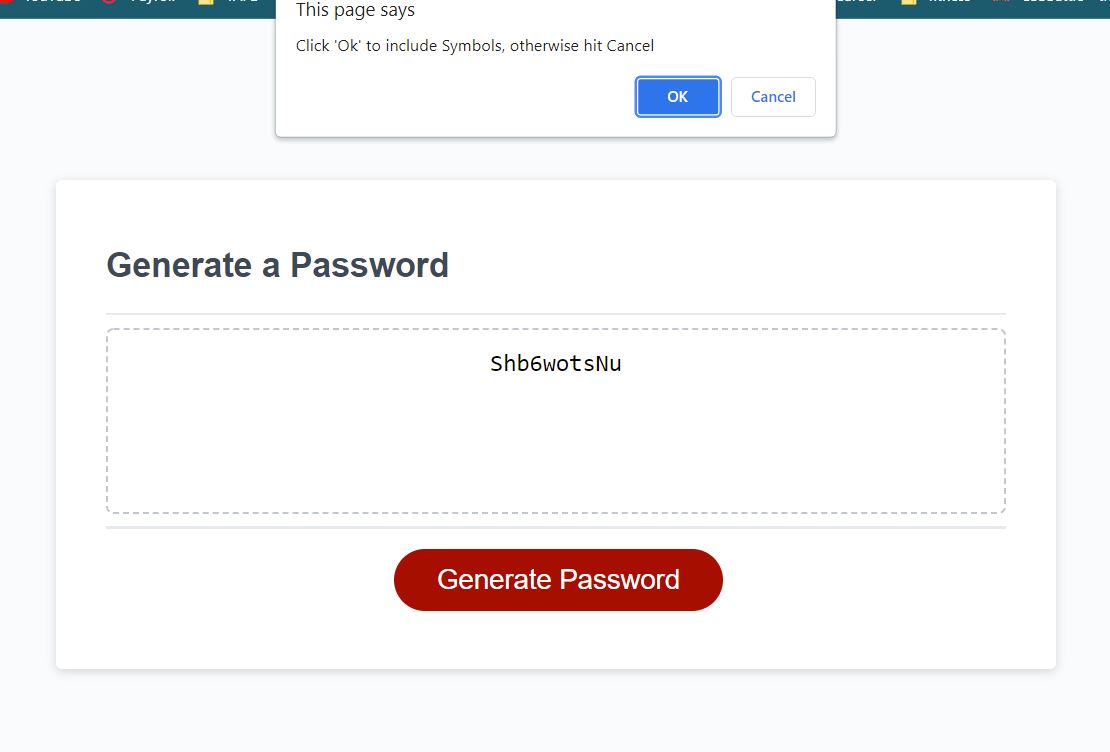 This page says
Click 'Ok' to include Symbols, otherwise hit Cancel
OK Cancel
Generate a Password
Shb6wotsNu
Generate Password